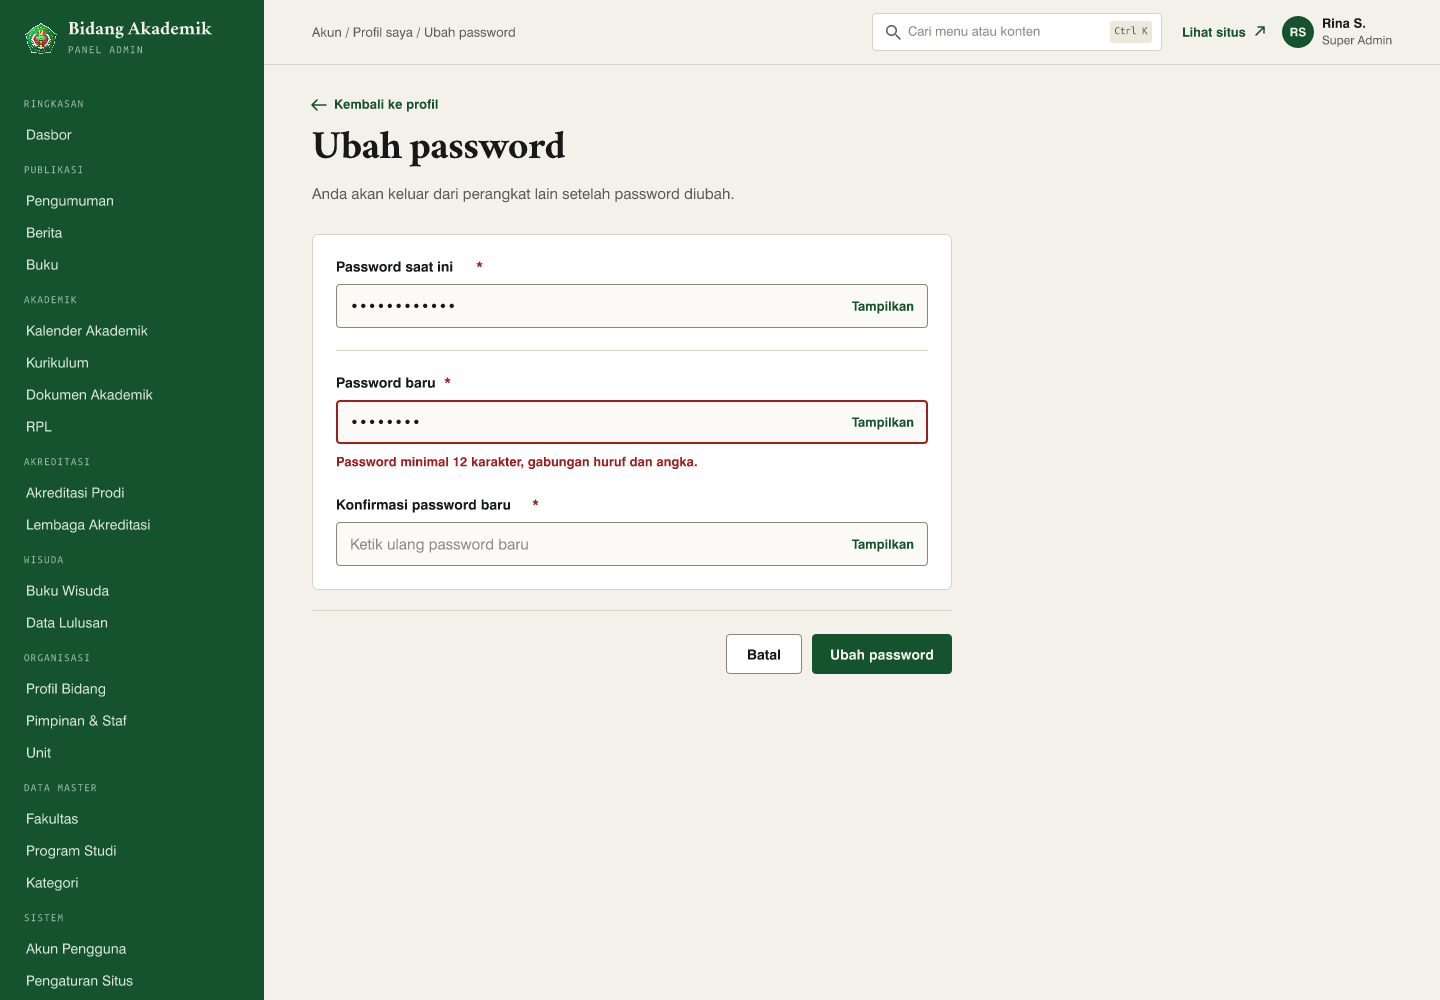 Bidang Akademik
PANEL ADMIN
RINGKASAN
Dasbor
PUBLIKASI
Pengumuman
Berita
Buku
AKADEMIK
Kalender Akademik
Kurikulum
Dokumen Akademik
RPL
AKREDITASI
Akreditasi Prodi
Lembaga Akreditasi
WISUDA
Buku Wisuda
Data Lulusan
ORGANISASI
Profil Bidang
Pimpinan & Staf
Unit
DATA MASTER
Fakultas
Program Studi
Kategori
SISTEM
Akun Pengguna
Pengaturan Situs
Akun / Profil saya / Ubah password
Cari menu atau konten
Ctrl K
Lihat situs
RS
Rina S.
Super Admin
Kembali ke profil
Ubah password
Anda akan keluar dari perangkat lain setelah password diubah.
Password saat ini *
•••••••••••• Tampilkan
Password baru *
•••••••• Tampilkan
Password minimal 12 karakter, gabungan huruf dan angka.
Konfirmasi password baru *
Ketik ulang password baru Tampilkan
Batal
Ubah password